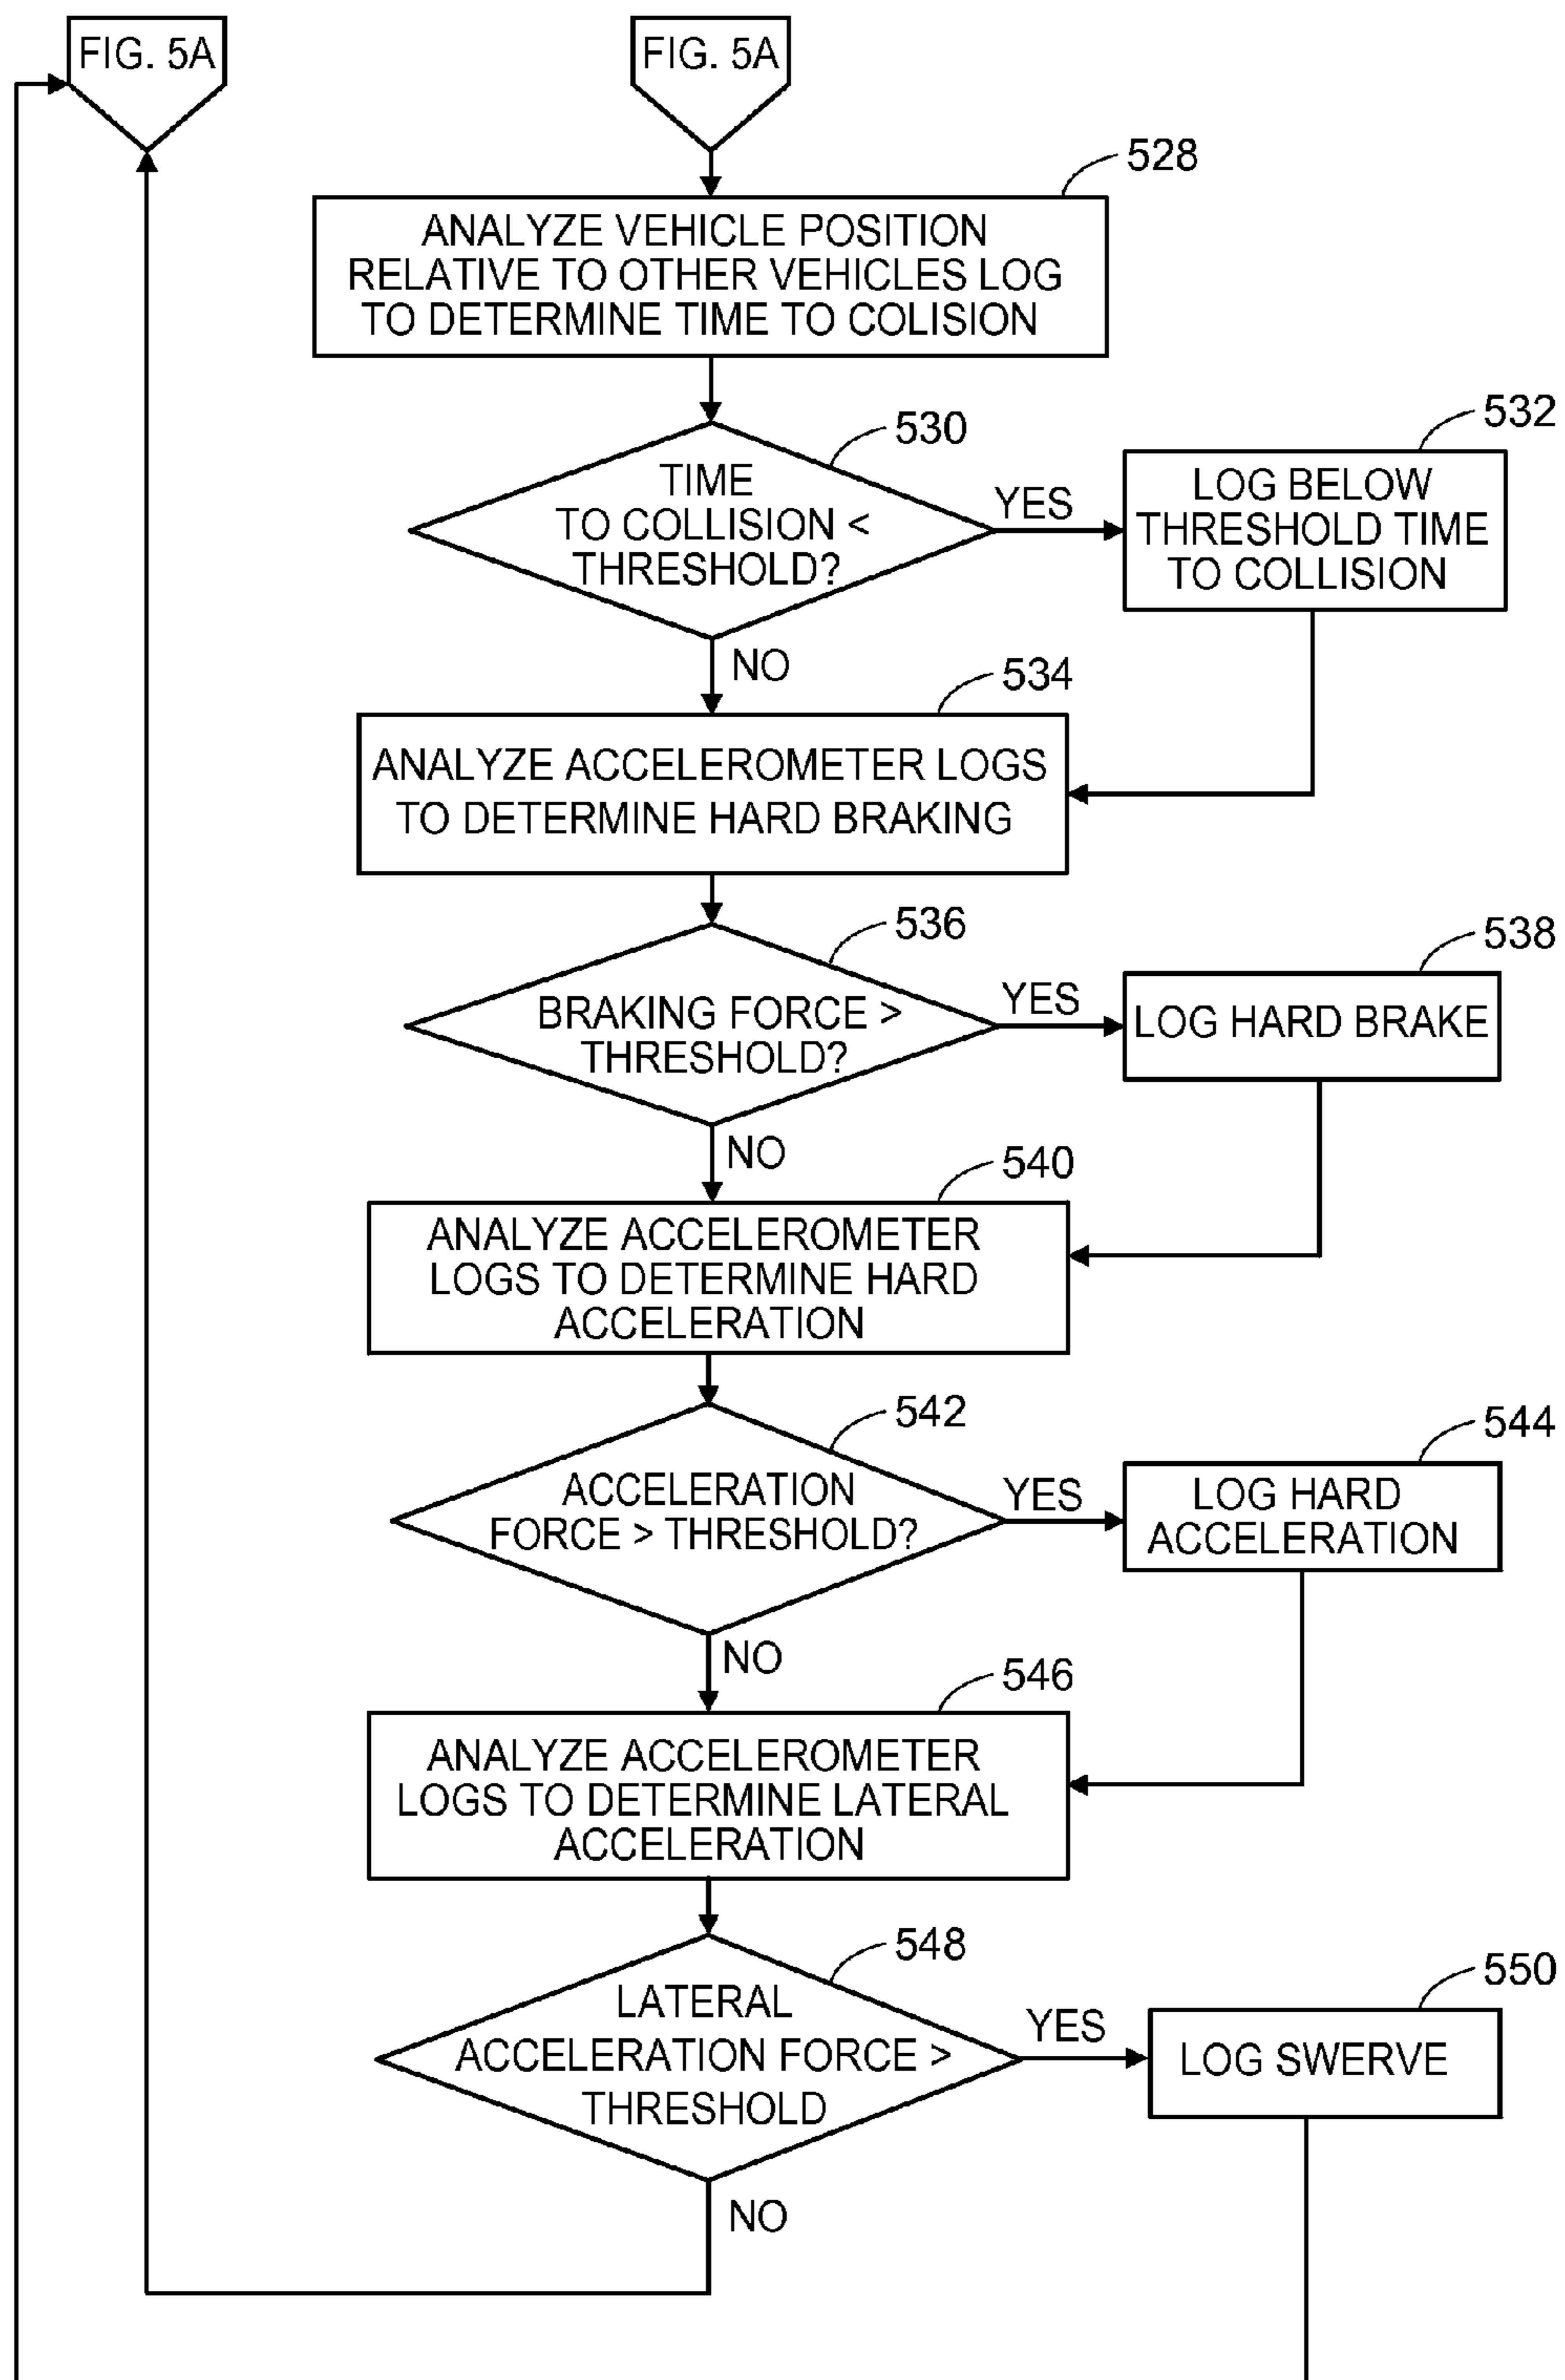 FIG. 5A
FIG. 5A
528
ANALYZE VEHICLE POSITION
RELATIVE TO OTHER VEHICLES LOG
TO DETERMINE TIME TO COLISION
530
TIME
TO COLLISION <
THRESHOLD?
YES
532
LOG BELOW
THRESHOLD TIME
TO COLLISION
NO
534
ANALYZE ACCELEROMETER LOGS
TO DETERMINE HARD BRAKING
536
BRAKING FORCE >
THRESHOLD?
YES
538
LOG HARD BRAKE
NO
540
ANALYZE ACCELEROMETER
LOGS TO DETERMINE HARD
ACCELERATION
542
ACCELERATION
FORCE > THRESHOLD?
YES
544
LOG HARD
ACCELERATION
NO
546
ANALYZE ACCELEROMETER
LOGS TO DETERMINE LATERAL
ACCELERATION
548
LATERAL
ACCELERATION FORCE >
THRESHOLD
YES
550
LOG SWERVE
NO